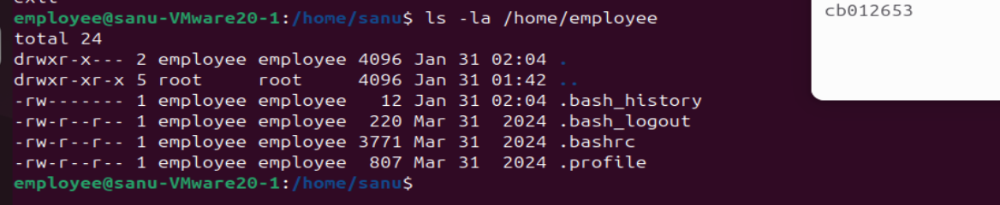 employee@sanu-VMware20-1:/home/sanu$ ls -la /home/employee
total 24
drwxr-x--- 2 employee employee 4096 Jan 31 02:04 .
drwxr-xr-x 5 root     root     4096 Jan 31 01:42 ..
-rw------- 1 employee employee   12 Jan 31 02:04 .bash_history
-rw-r--r-- 1 employee employee  220 Mar 31  2024 .bash_logout
-rw-r--r-- 1 employee employee 3771 Mar 31  2024 .bashrc
-rw-r--r-- 1 employee employee  807 Mar 31  2024 .profile
employee@sanu-VMware20-1:/home/sanu$
cb012653